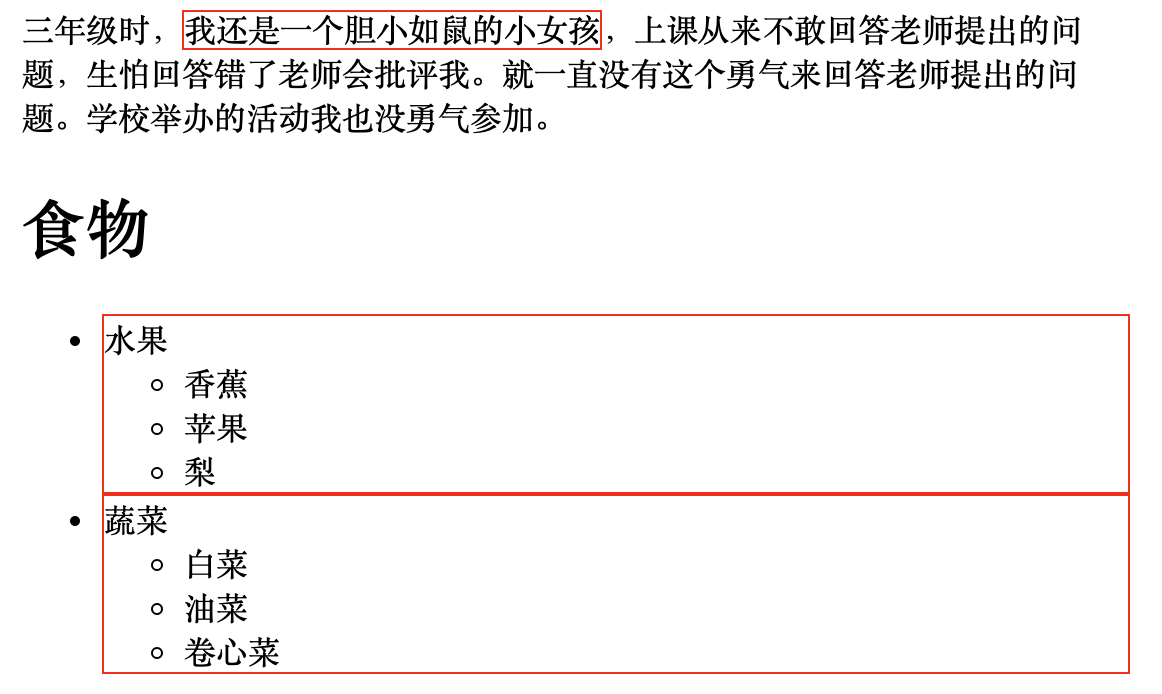 三年级时，我还是一个胆小如鼠的小女孩，上课从来不敢回答老师提出的问
题，生怕回答错了老师会批评我。就一直没有这个勇气来回答老师提出的问
题。学校举办的活动我也没勇气参加。
食物
水果
香蕉
苹果
梨
蔬菜
白菜
油菜
卷心菜